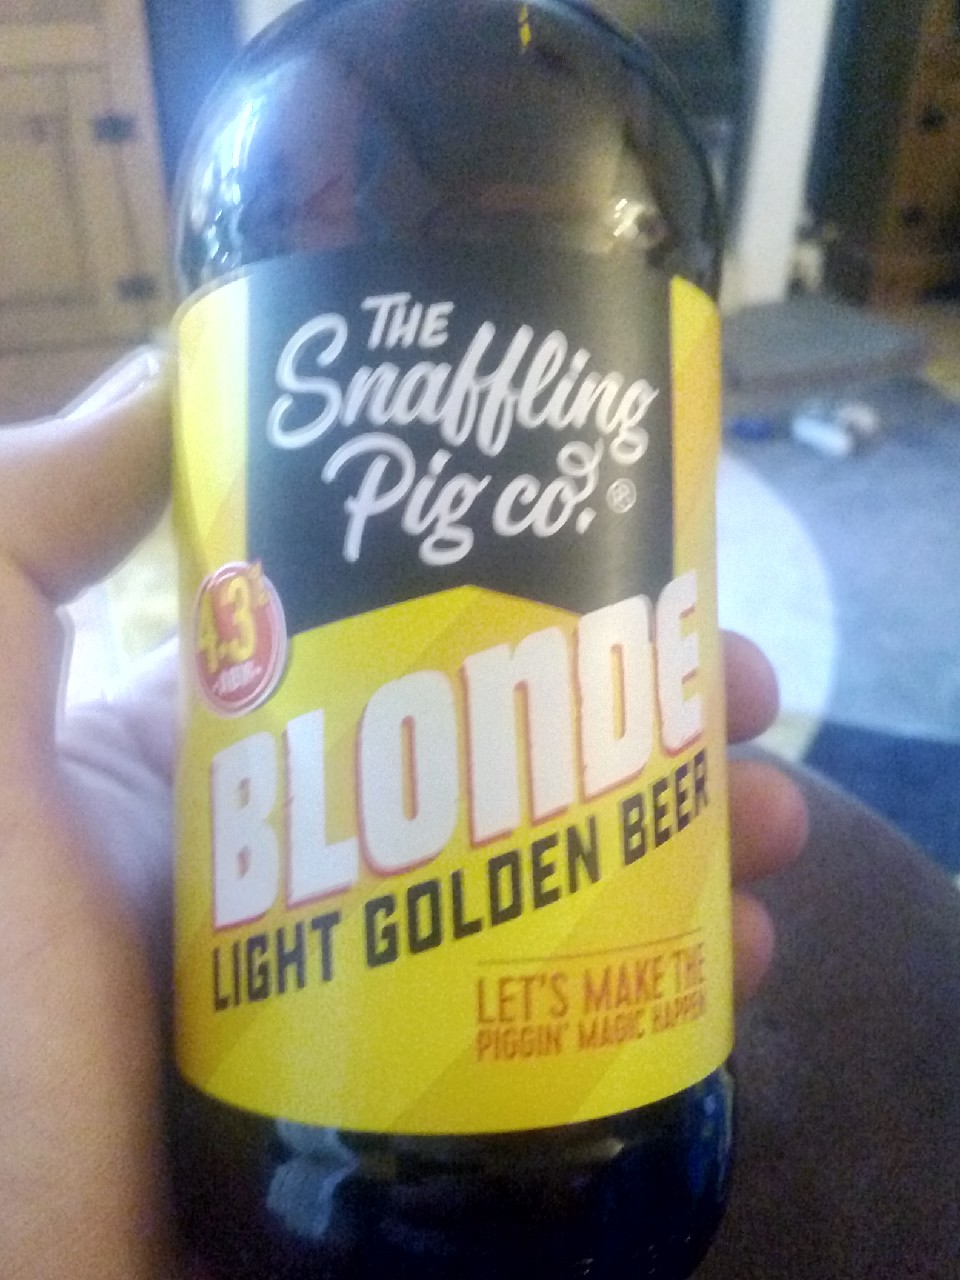 THE
Snaffling
Pig co.®
4.3%
ABV
BLONDE
LIGHT GOLDEN BEER
LET'S MAKE THE
PIGGIN' MAGIC HAPPEN